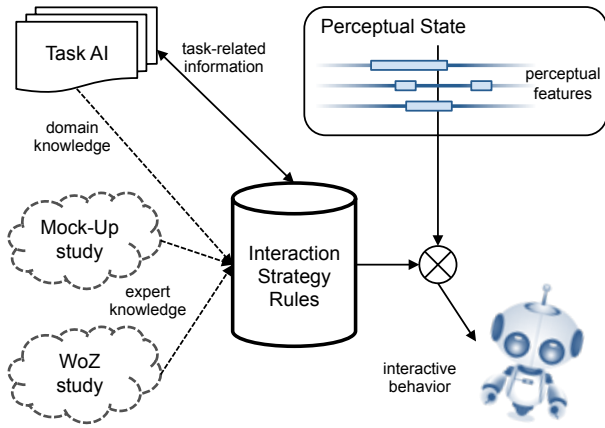 Task AI
task-related
information
Perceptual State
perceptual
features
domain
knowledge
Mock-Up
study
Interaction
Strategy
Rules
expert
knowledge
WoZ
study
interactive
behavior